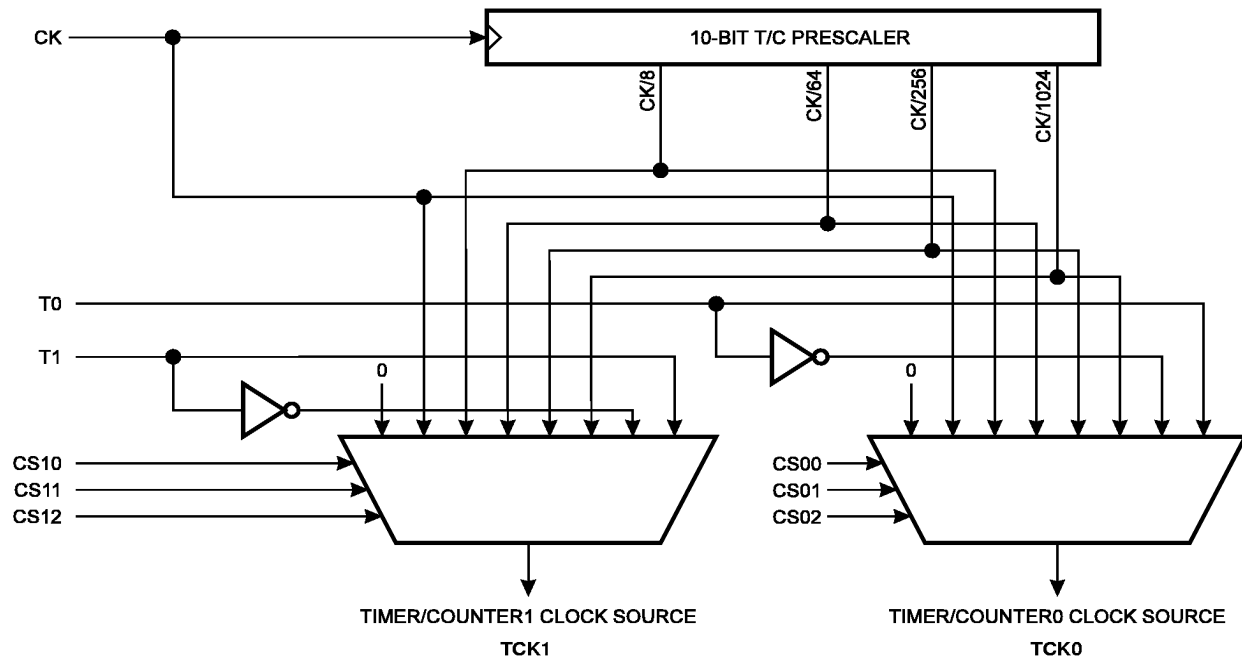 CK
10-BIT T/C PRESCALER
CK/8
CK/64
CK/256
CK/1024
T0
T1
0
0
CS10
CS11
CS12
CS00
CS01
CS02
TIMER/COUNTER1 CLOCK SOURCE
TCK1
TIMER/COUNTER0 CLOCK SOURCE
TCK0